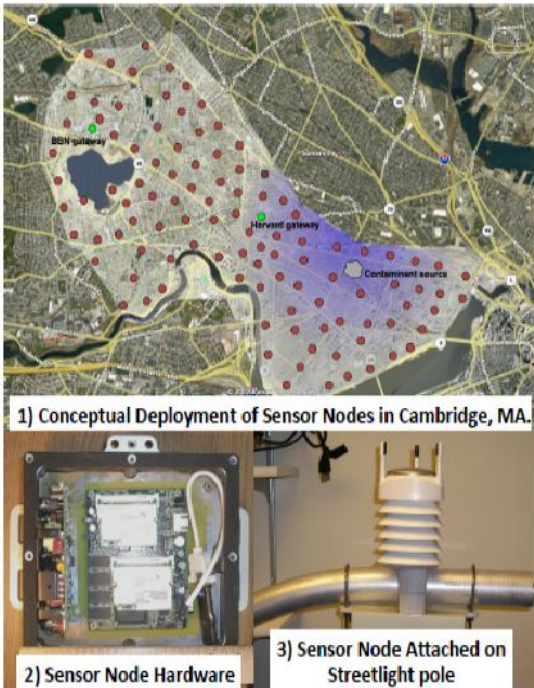 BBN gateway
Harvard gateway
Contaminant source
1) Conceptual Deployment of Sensor Nodes in Cambridge, MA.
2) Sensor Node Hardware
3) Sensor Node Attached on
Streetlight pole